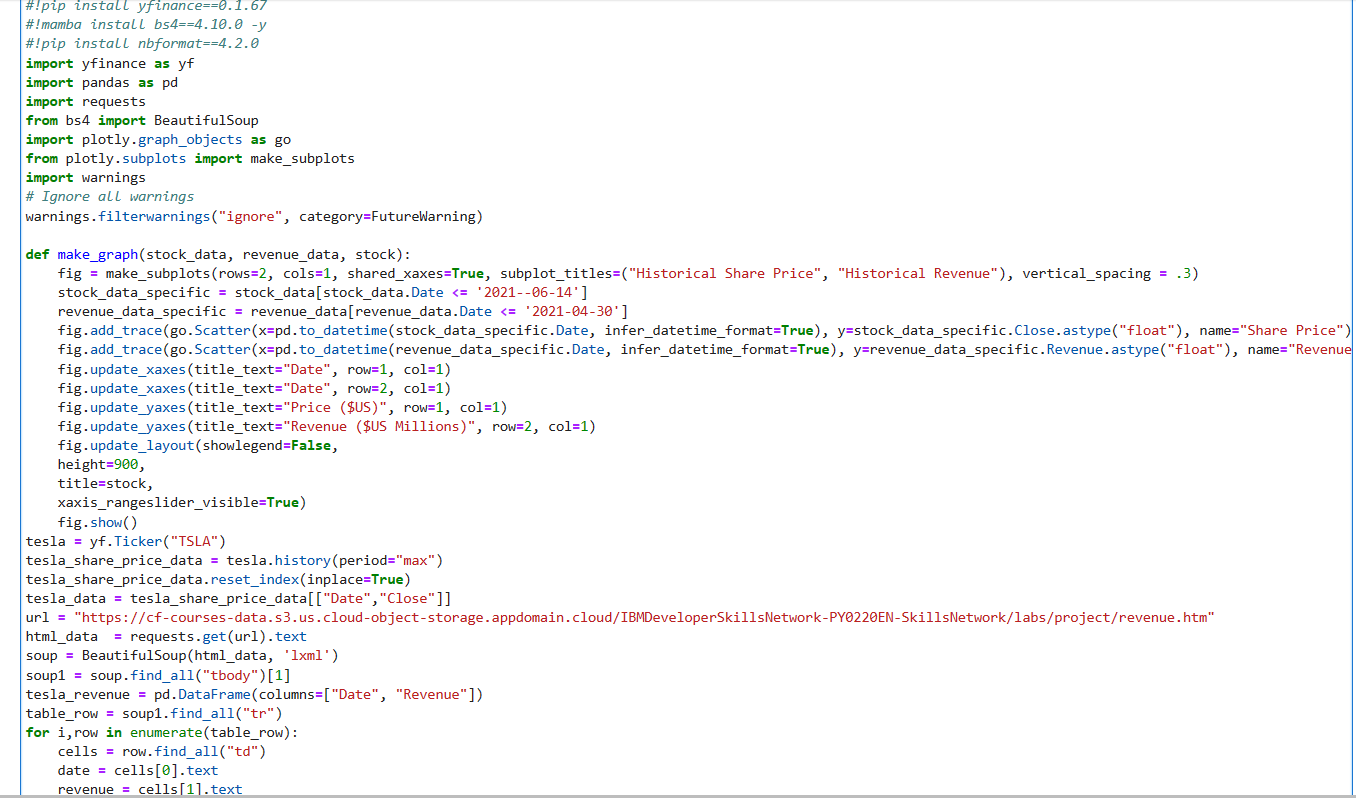 #!pip install yfinance==0.1.67
#!mamba install bs4==4.10.0 -y
#!pip install nbformat==4.2.0
import yfinance as yf
import pandas as pd
import requests
from bs4 import BeautifulSoup
import plotly.graph_objects as go
from plotly.subplots import make_subplots
import warnings
# Ignore all warnings
warnings.filterwarnings("ignore", category=FutureWarning)

def make_graph(stock_data, revenue_data, stock):
    fig = make_subplots(rows=2, cols=1, shared_xaxes=True, subplot_titles=("Historical Share Price", "Historical Revenue"), vertical_spacing = .3)
    stock_data_specific = stock_data[stock_data.Date <= '2021--06-14']
    revenue_data_specific = revenue_data[revenue_data.Date <= '2021-04-30']
    fig.add_trace(go.Scatter(x=pd.to_datetime(stock_data_specific.Date, infer_datetime_format=True), y=stock_data_specific.Close.astype("float"), name="Share Price")
    fig.add_trace(go.Scatter(x=pd.to_datetime(revenue_data_specific.Date, infer_datetime_format=True), y=revenue_data_specific.Revenue.astype("float"), name="Revenue
    fig.update_xaxes(title_text="Date", row=1, col=1)
    fig.update_xaxes(title_text="Date", row=2, col=1)
    fig.update_yaxes(title_text="Price ($US)", row=1, col=1)
    fig.update_yaxes(title_text="Revenue ($US Millions)", row=2, col=1)
    fig.update_layout(showlegend=False,
    height=900,
    title=stock,
    xaxis_rangeslider_visible=True)
    fig.show()
tesla = yf.Ticker("TSLA")
tesla_share_price_data = tesla.history(period="max")
tesla_share_price_data.reset_index(inplace=True)
tesla_data = tesla_share_price_data[["Date","Close"]]
url = "https://cf-courses-data.s3.us.cloud-object-storage.appdomain.cloud/IBMDeveloperSkillsNetwork-PY0220EN-SkillsNetwork/labs/project/revenue.htm"
html_data  = requests.get(url).text
soup = BeautifulSoup(html_data, 'lxml')
soup1 = soup.find_all("tbody")[1]
tesla_revenue = pd.DataFrame(columns=["Date", "Revenue"])
table_row = soup1.find_all("tr")
for i,row in enumerate(table_row):
    cells = row.find_all("td")
    date = cells[0].text
    revenue = cells[1].text